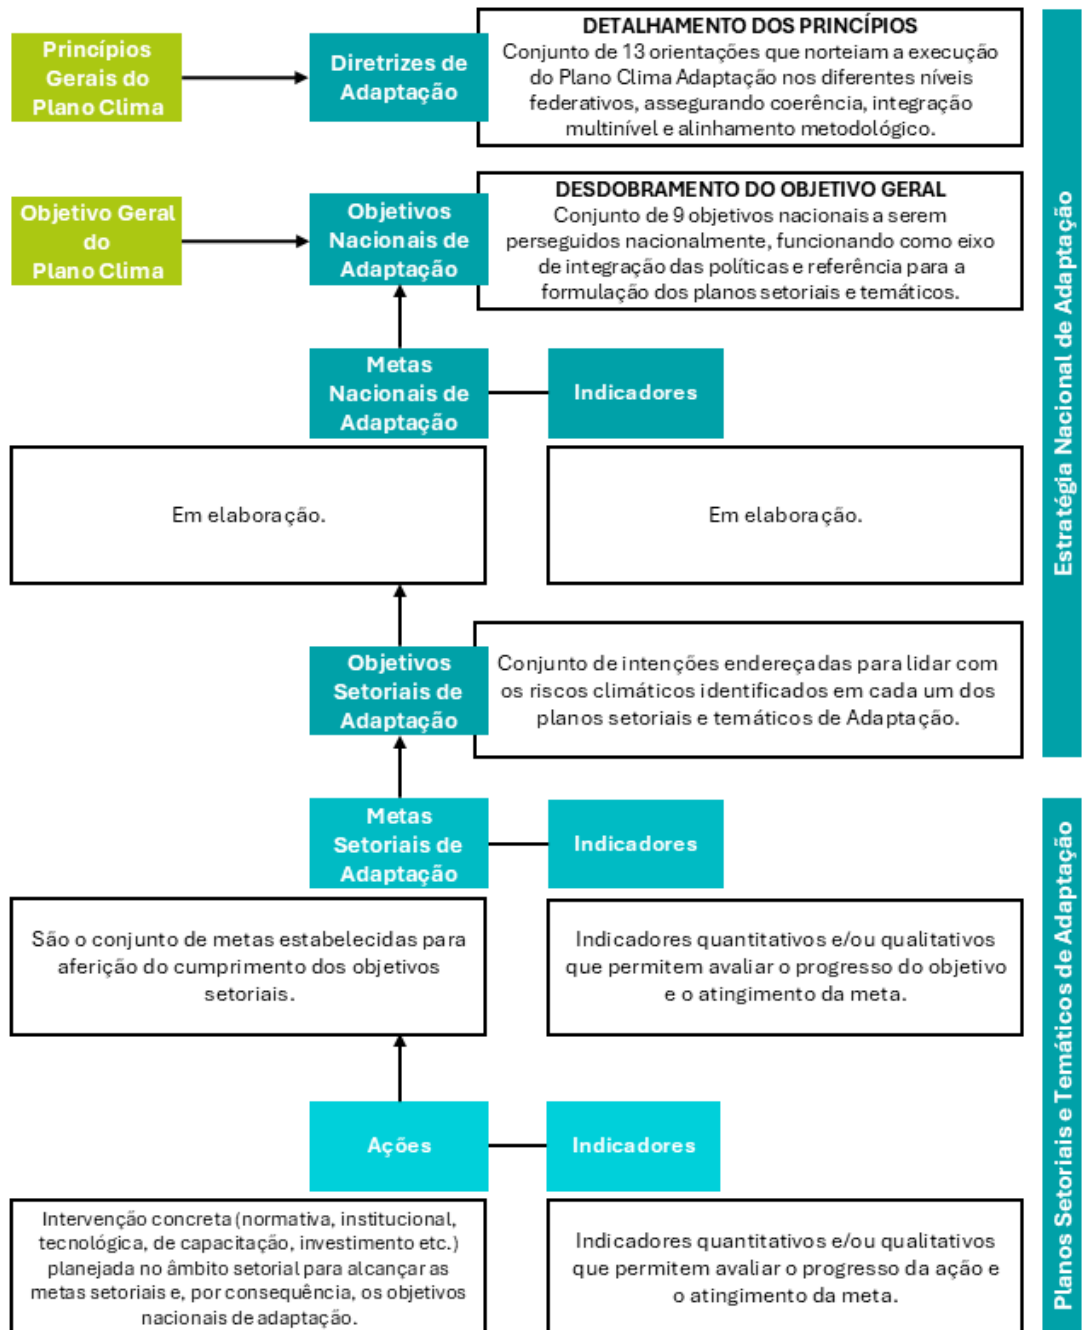 Princípios
Gerais do
Plano Clima
Diretrizes de
Adaptação
DETALHAMENTO DOS PRINCÍPIOS
Conjunto de 13 orientações que norteiam a execução
do Plano Clima Adaptação nos diferentes níveis
federativos, assegurando coerência, integração
multinível e alinhamento metodológico.
Objetivo Geral
do
Plano Clima
Objetivos
Nacionais de
Adaptação
DESDOBRAMENTO DO OBJETIVO GERAL
Conjunto de 9 objetivos nacionais a serem
perseguidos nacionalmente, funcionando como eixo
de integração das políticas e referência para a
formulação dos planos setoriais e temáticos.
Metas
Nacionais de
Adaptação
Indicadores
Em elaboração.
Em elaboração.
Objetivos
Setoriais de
Adaptação
Conjunto de intenções endereçadas para lidar com
os riscos climáticos identificados em cada um dos
planos setoriais e temáticos de Adaptação.
Estratégia Nacional de Adaptação
Metas
Setoriais de
Adaptação
Indicadores
São o conjunto de metas estabelecidas para
aferição do cumprimento dos objetivos
setoriais.
Indicadores quantitativos e/ou qualitativos
que permitem avaliar o progresso do objetivo
e o atingimento da meta.
Ações
Indicadores
Intervenção concreta (normativa, institucional,
tecnológica, de capacitação, investimento etc.)
planejada no âmbito setorial para alcançar as
metas setoriais e, por consequência, os objetivos
nacionais de adaptação.
Indicadores quantitativos e/ou qualitativos
que permitem avaliar o progresso da ação e
o atingimento da meta.
Planos Setoriais e Temáticos de Adaptação